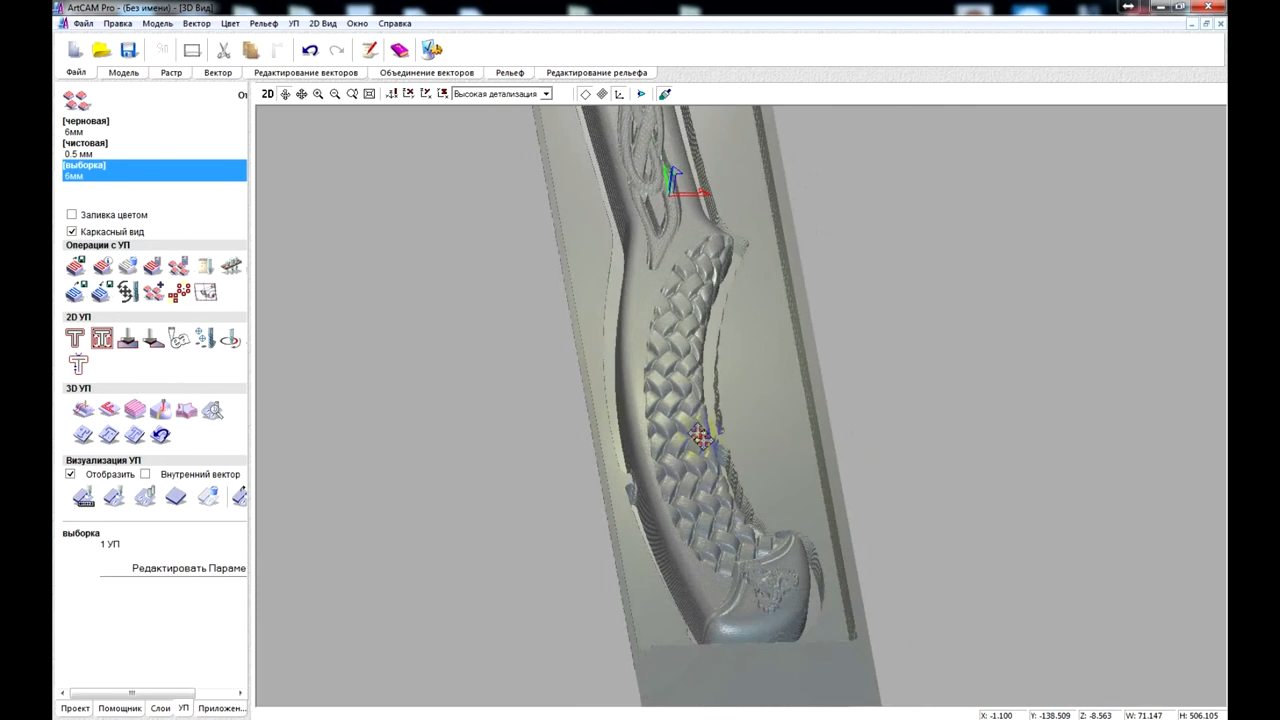 ArtCAM Pro - (Без имени) - [3D Вид]
Файл Правка Модель Вектор Цвет Рельеф УП 2D Вид Окно Справка
Файл Модель Растр Вектор Редактирование векторов Объединение векторов Рельеф Редактирование рельефа
2D Высокая детализация
[черновая]
6мм
[чистовая]
0.5 мм
[выборка]
6мм
Заливка цветом
Каркасный вид
Операции с УП
2D УП
3D УП
Визуализация УП
Отобразить Внутренний вектор
выборка
1 УП
Редактировать Параме
Проект Помощник Слои УП Приложен...
X: -1.100 Y: -138.509 Z: -8.563 W: 71.147 H: 506.105